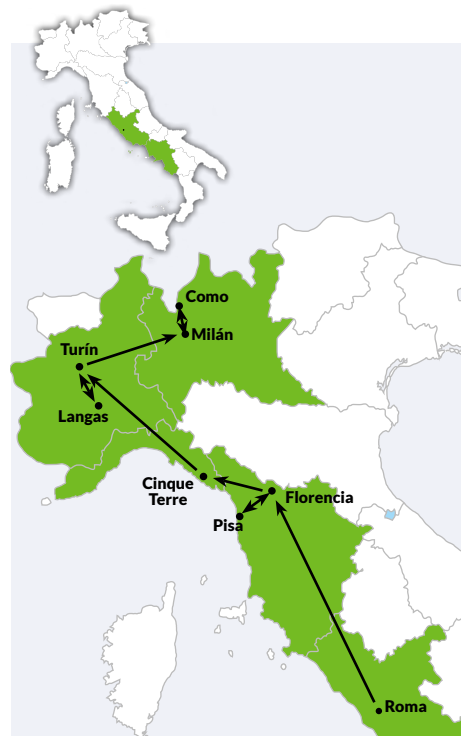 Como
Milán
Turín
Langas
Cinque
Terre
Florencia
Pisa
Roma